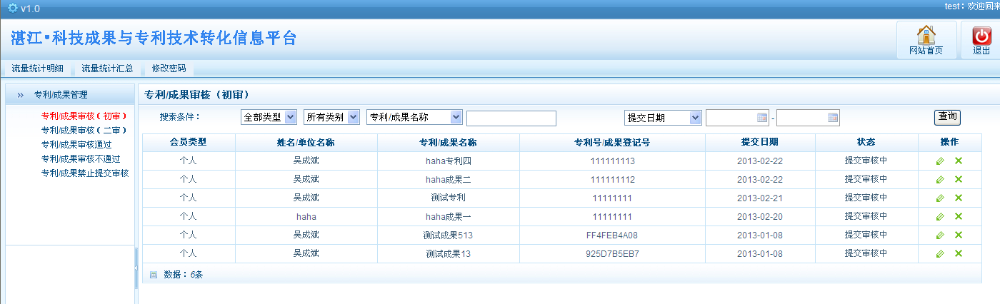 v1.0
test：欢迎回来
湛江·科技成果与专利技术转化信息平台
网站首页 退出
流量统计明细 流量统计汇总 修改密码
专利/成果管理
专利/成果审核（初审）
专利/成果审核（二审）
专利/成果审核通过
专利/成果审核不通过
专利/成果禁止提交审核
专利/成果审核（初审）
搜索条件： 全部类型 所有类别 专利/成果名称 提交日期 - 查询
会员类型 姓名/单位名称 专利/成果名称 专利号/成果登记号 提交日期 状态 操作
个人 吴成斌 haha专利四 111111113 2013-02-22 提交审核中
个人 吴成斌 haha成果二 111111112 2013-02-22 提交审核中
个人 吴成斌 测试专利 11111111 2013-02-21 提交审核中
个人 haha haha成果一 11111111 2013-02-20 提交审核中
个人 吴成斌 测试成果513 FF4FEB4A08 2013-01-08 提交审核中
个人 吴成斌 测试成果13 925D7B5EB7 2013-01-08 提交审核中
数据：6条